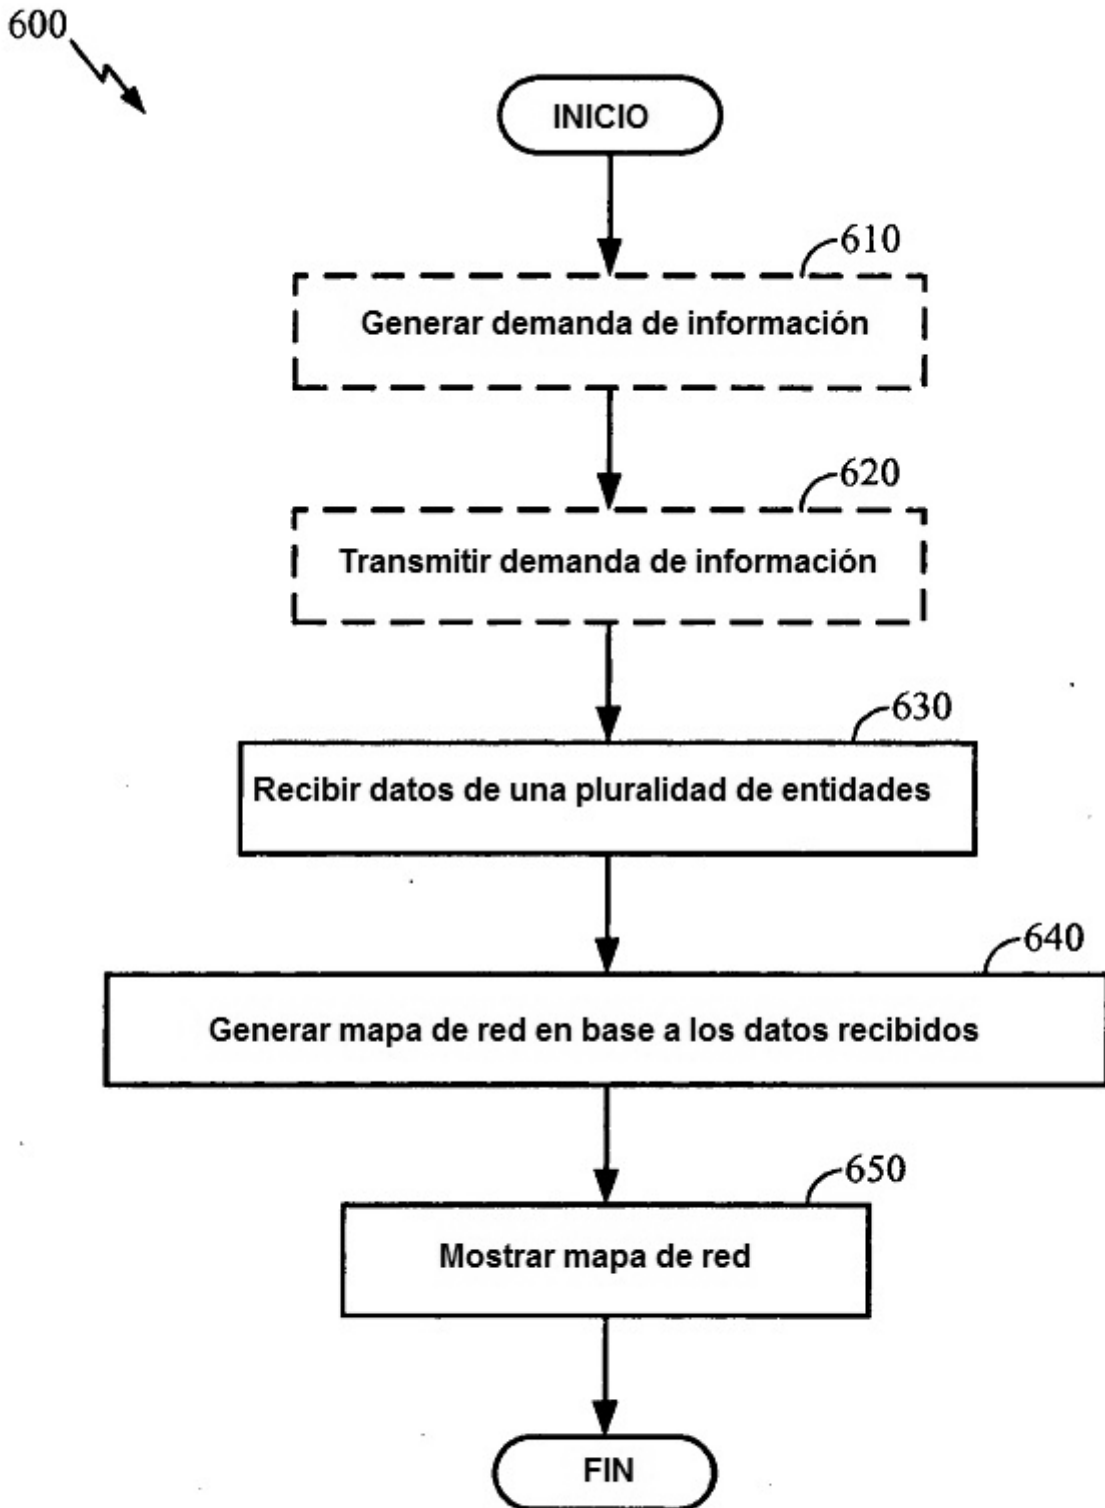 600
INICIO
610
Generar demanda de información
620
Transmitir demanda de información
630
Recibir datos de una pluralidad de entidades
640
Generar mapa de red en base a los datos recibidos
650
Mostrar mapa de red
FIN